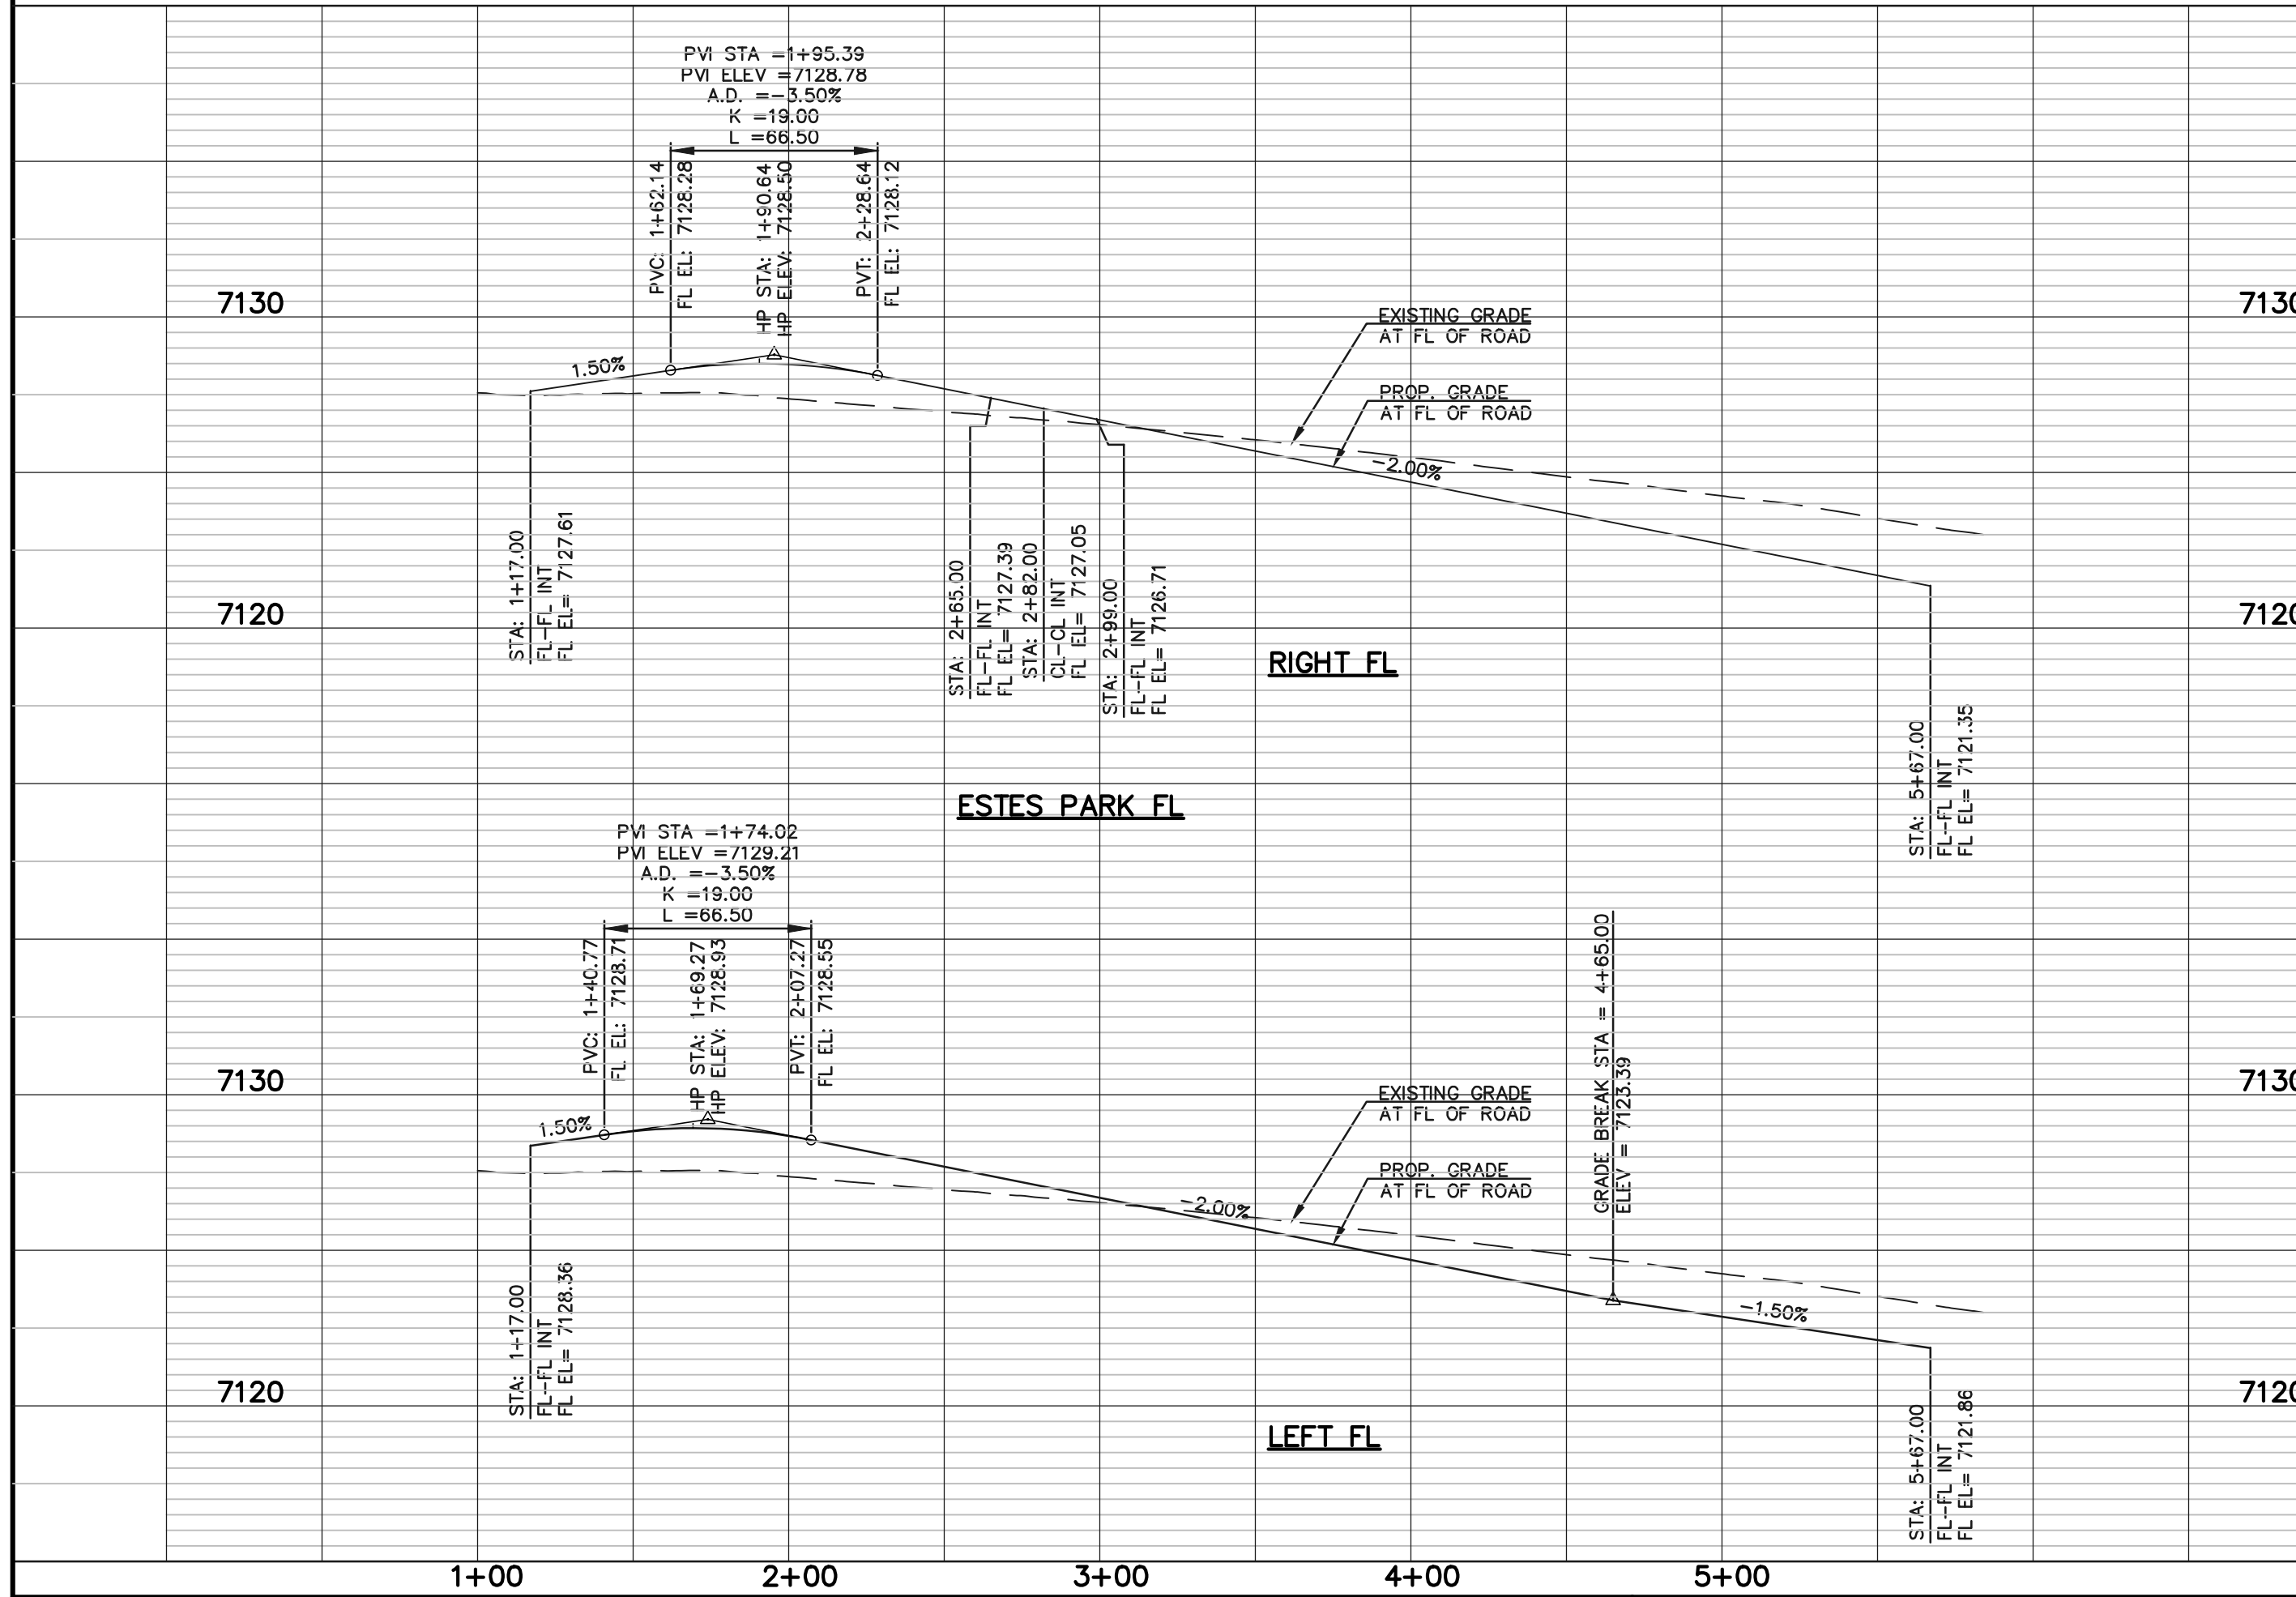 PVI STA =1+95.39
PVI ELEV =7128.78
A.D. =-3.50%
K =19.00
L =66.50
PVC: 1+62.14
FL EL: 7128.28
HP STA: 1+90.64
HP ELEV: 7128.50
PVT: 2+28.64
FL EL: 7128.12
7130
7130
EXISTING GRADE
AT FL OF ROAD
1.50%
PROP. GRADE
AT FL OF ROAD
-2.00%
STA: 1+17.00
FL-FL INT
FL EL= 7127.61
STA: 2+65.00
FL-FL INT
FL EL= 7127.39
STA: 2+82.00
CL-CL INT
FL EL= 7127.05
STA: 2+99.00
FL-FL INT
FL EL= 7126.71
7120
7120
RIGHT FL
STA: 5+67.00
FL-FL INT
FL EL= 7121.35
ESTES PARK FL
PVI STA =1+74.02
PVI ELEV =7129.21
A.D. =-3.50%
K =19.00
L =66.50
PVC: 1+40.77
FL EL: 7128.71
HP STA: 1+69.27
HP ELEV: 7128.93
PVT: 2+07.27
FL EL: 7128.55
GRADE BREAK STA = 4+65.00
ELEV = 7123.39
7130
7130
EXISTING GRADE
AT FL OF ROAD
1.50%
PROP. GRADE
AT FL OF ROAD
-2.00%
-1.50%
STA: 1+17.00
FL-FL INT
FL EL= 7128.36
7120
7120
LEFT FL
STA: 5+67.00
FL-FL INT
FL EL= 7121.86
1+00
2+00
3+00
4+00
5+00